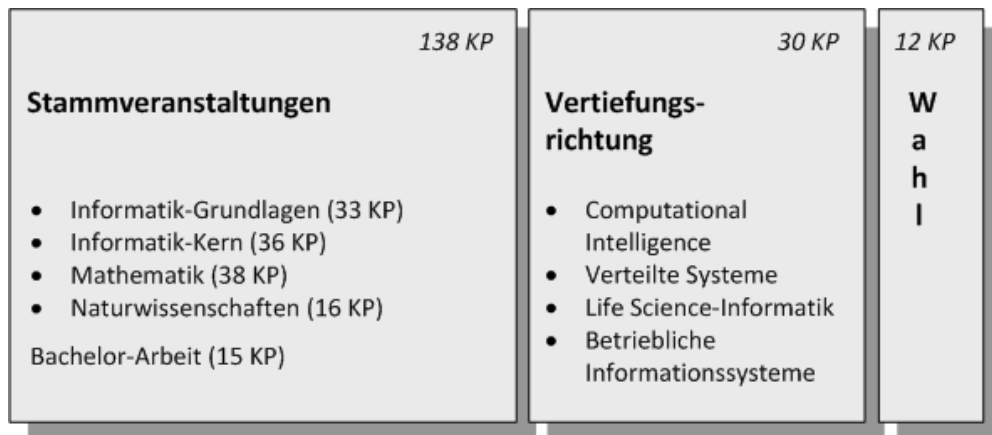 138 KP
Stammveranstaltungen
• Informatik-Grundlagen (33 KP)
• Informatik-Kern (36 KP)
• Mathematik (38 KP)
• Naturwissenschaften (16 KP)
Bachelor-Arbeit (15 KP)
30 KP
Vertiefungs-
richtung
• Computational
Intelligence
• Verteilte Systeme
• Life Science-Informatik
• Betriebliche
Informationssysteme
12 KP
W
a
h
l